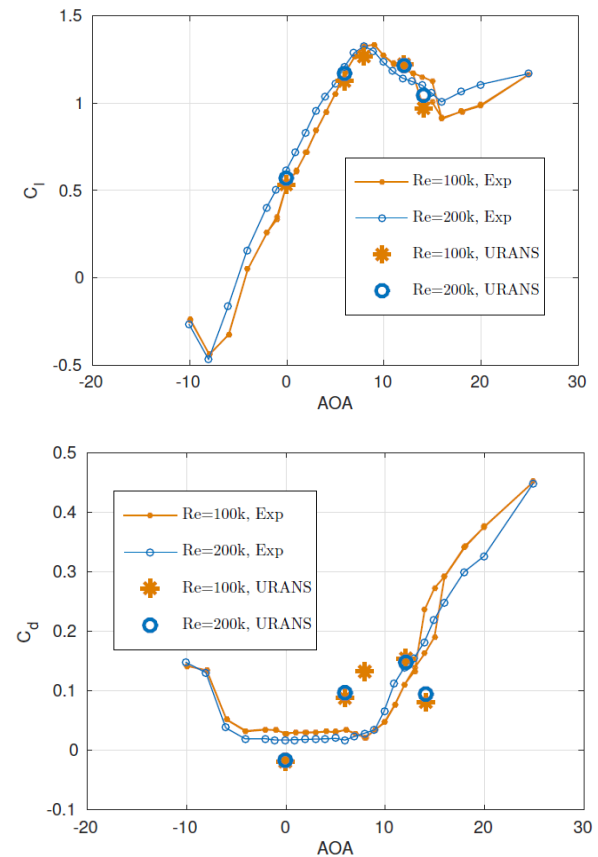 1.5
1
0.5
0
-0.5
C_l
-20 -10 0 10 20 30
AOA
Re=100k, Exp
Re=200k, Exp
Re=100k, URANS
Re=200k, URANS
0.5
0.4
0.3
0.2
0.1
0
-0.1
C_d
Re=100k, Exp
Re=200k, Exp
Re=100k, URANS
Re=200k, URANS
-20 -10 0 10 20 30
AOA